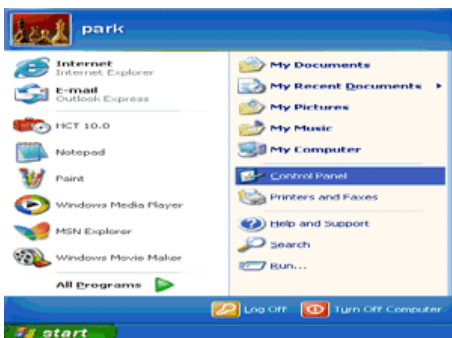 park
Internet
Internet Explorer
E-mail
Outlook Express
HCT 10.0
Notepad
Paint
Windows Media Player
MSN Explorer
Windows Movie Maker
All Programs
My Documents
My Recent Documents
My Pictures
My Music
My Computer
Control Panel
Printers and Faxes
Help and Support
Search
Run...
Log Off
Turn Off Computer
start